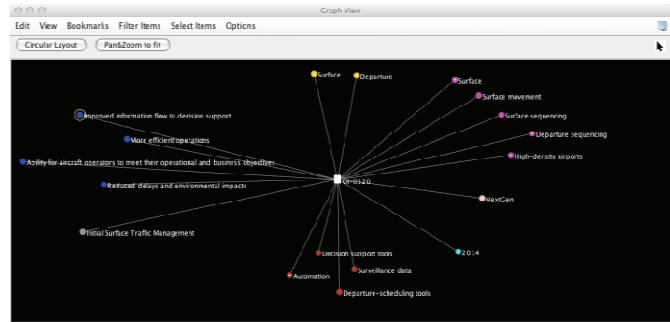 Graph View
Edit View Bookmarks Filter Items Select Items Options
Circular Layout Pan&Zoom to fit
Surface
Departure
Surface
Surface movement
Improved information flow to decision support
Surface sequencing
More efficient operations
Departure sequencing
High-density airports
Ability for aircraft operators to meet their operational and business objectives
OI-0320
Reduced delays and environmental impacts
NextGen
Initial Surface Traffic Management
Decision support tools
2014
Surveillance data
Automation
Departure-scheduling tools